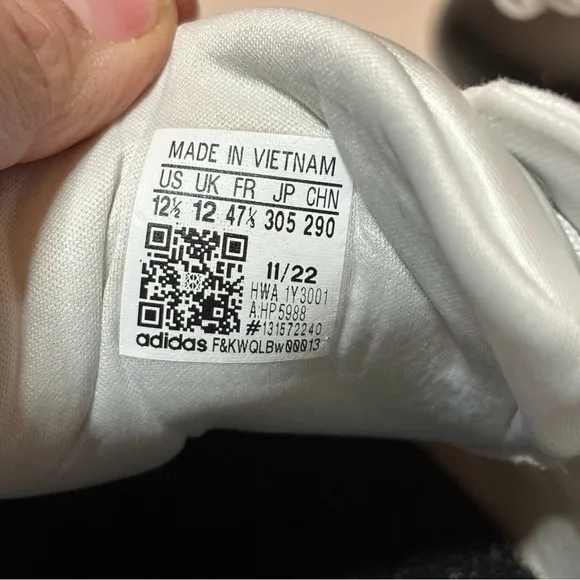 MADE IN VIETNAM
US UK FR JP CHN
12½ 12 47⅓ 305 290
11/22
HWA 1Y3001
A:HP5988
#131572240
adidas F&KWQLBw00013